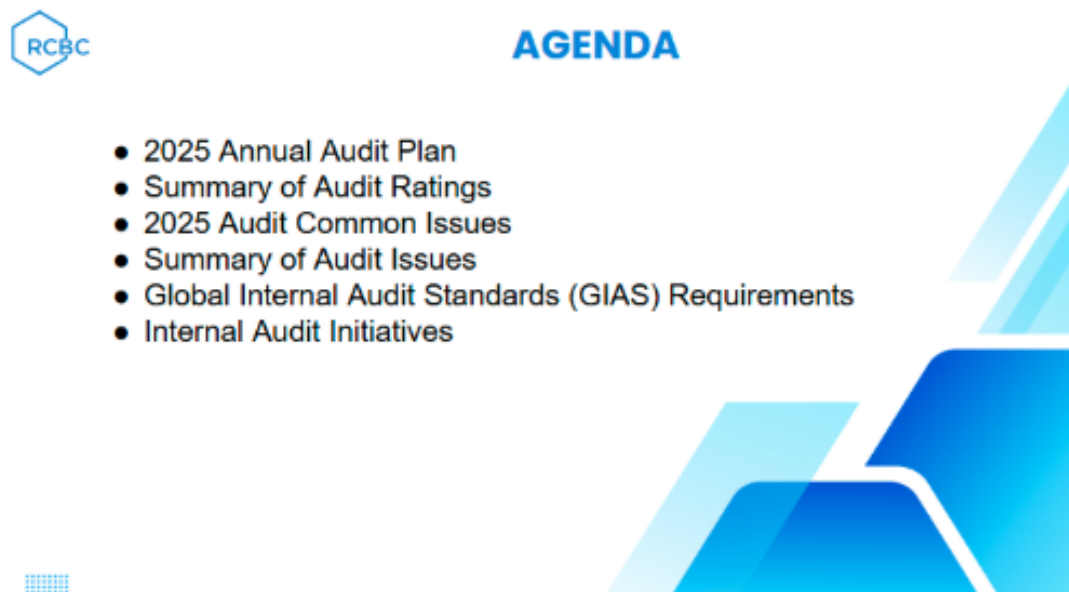 RCBC
AGENDA
● 2025 Annual Audit Plan
● Summary of Audit Ratings
● 2025 Audit Common Issues
● Summary of Audit Issues
● Global Internal Audit Standards (GIAS) Requirements
● Internal Audit Initiatives